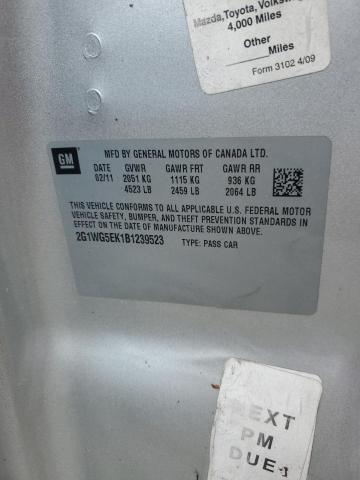 Mazda,Toyota,Volksw
4,000 Miles
Other
Miles
Form 3102 4/09
GM
MFD BY GENERAL MOTORS OF CANADA LTD.
DATE GVWR GAWR FRT GAWR RR
02/11 2051 KG 1115 KG 936 KG
4523 LB 2459 LB 2064 LB
THIS VEHICLE CONFORMS TO ALL APPLICABLE U.S. FEDERAL MOTOR
VEHICLE SAFETY, BUMPER, AND THEFT PREVENTION STANDARDS
IN EFFECT ON THE DATE OF MANUFACTURE SHOWN ABOVE.
2G1WG5EK1B1239523 TYPE: PASS CAR
NEXT
PM
DUE-